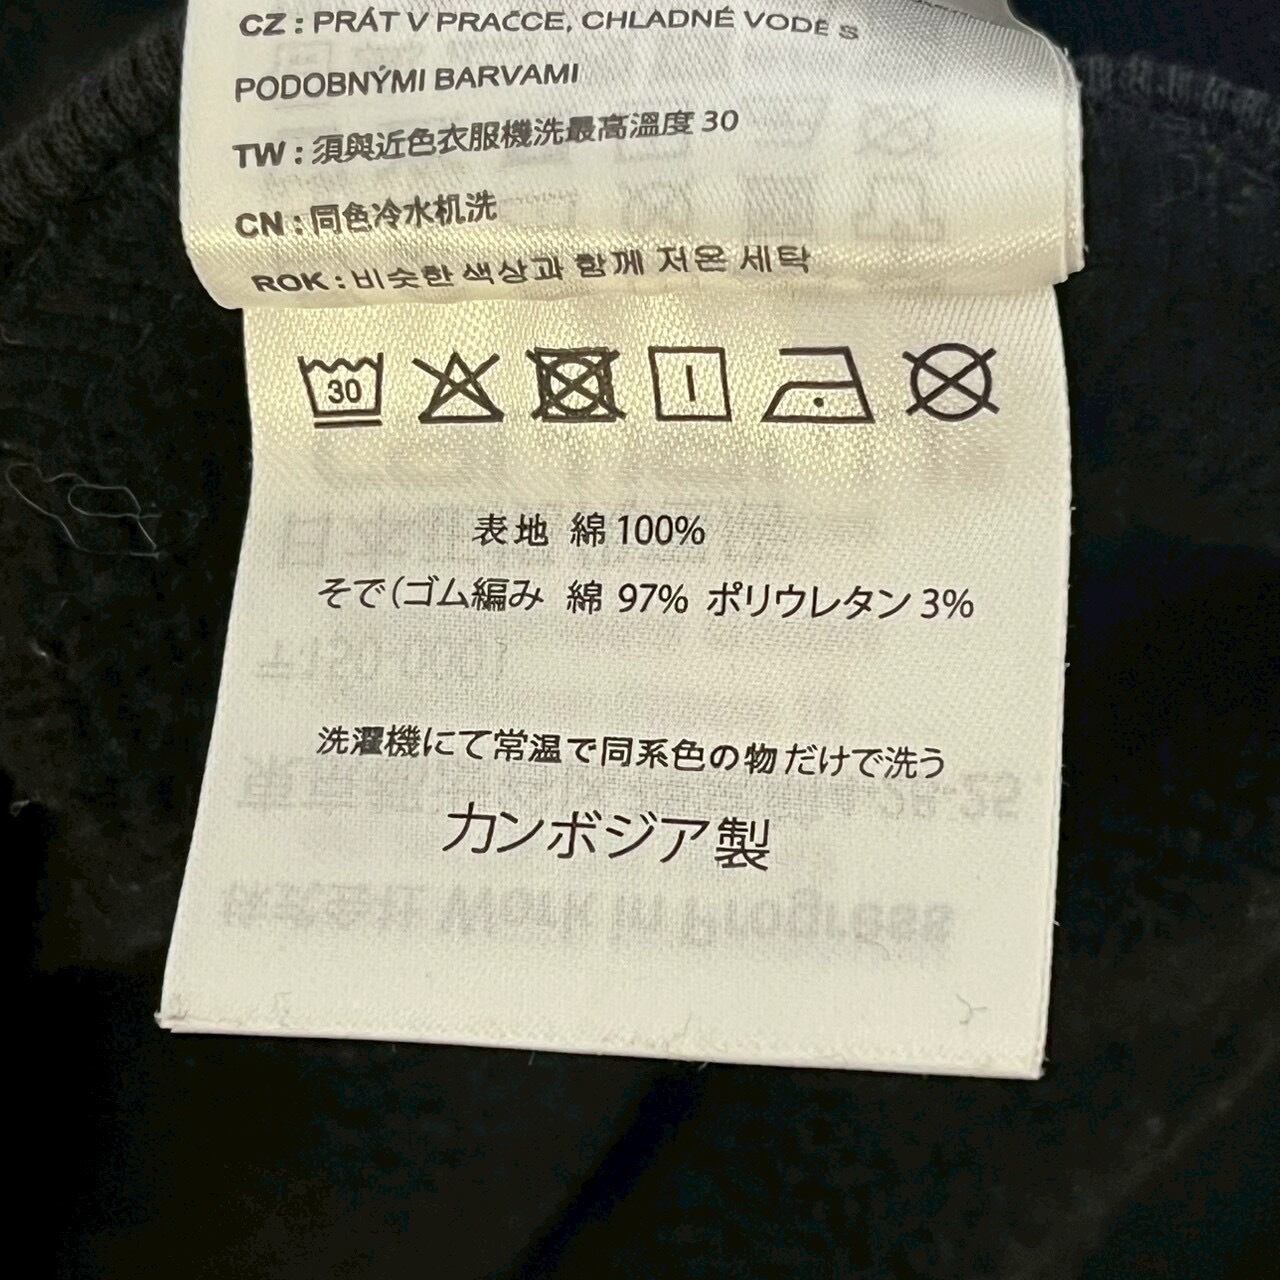 CZ : PRÁT V PRAČCE, CHLADNÉ VODĚ S
PODOBNÝMI BARVAMI
TW : 須與近色衣服機洗最高溫度 30
CN : 同色冷水机洗
ROK : 비슷한 색상과 함께 저온 세탁
30
表地 綿 100%
そで(ゴム編み 綿 97% ポリウレタン 3%
洗濯機にて常温で同系色の物だけで洗う
カンボジア製